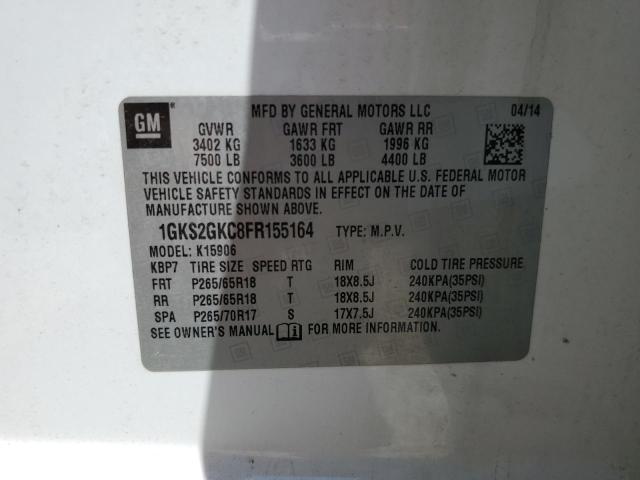 GM
MFD BY GENERAL MOTORS LLC 04/14
GVWR GAWR FRT GAWR RR
3402 KG 1633 KG 1996 KG
7500 LB 3600 LB 4400 LB
THIS VEHICLE CONFORMS TO ALL APPLICABLE U.S. FEDERAL MOTOR
VEHICLE SAFETY STANDARDS IN EFFECT ON THE DATE OF
MANUFACTURE SHOWN ABOVE.
1GKS2GKC8FR155164 TYPE: M.P.V.
MODEL: K15906
KBP7 TIRE SIZE SPEED RTG RIM COLD TIRE PRESSURE
FRT P265/65R18 T 18X8.5J 240KPA(35PSI)
RR P265/65R18 T 18X8.5J 240KPA(35PSI)
SPA P265/70R17 S 17X7.5J 240KPA(35PSI)
SEE OWNER'S MANUAL FOR MORE INFORMATION.